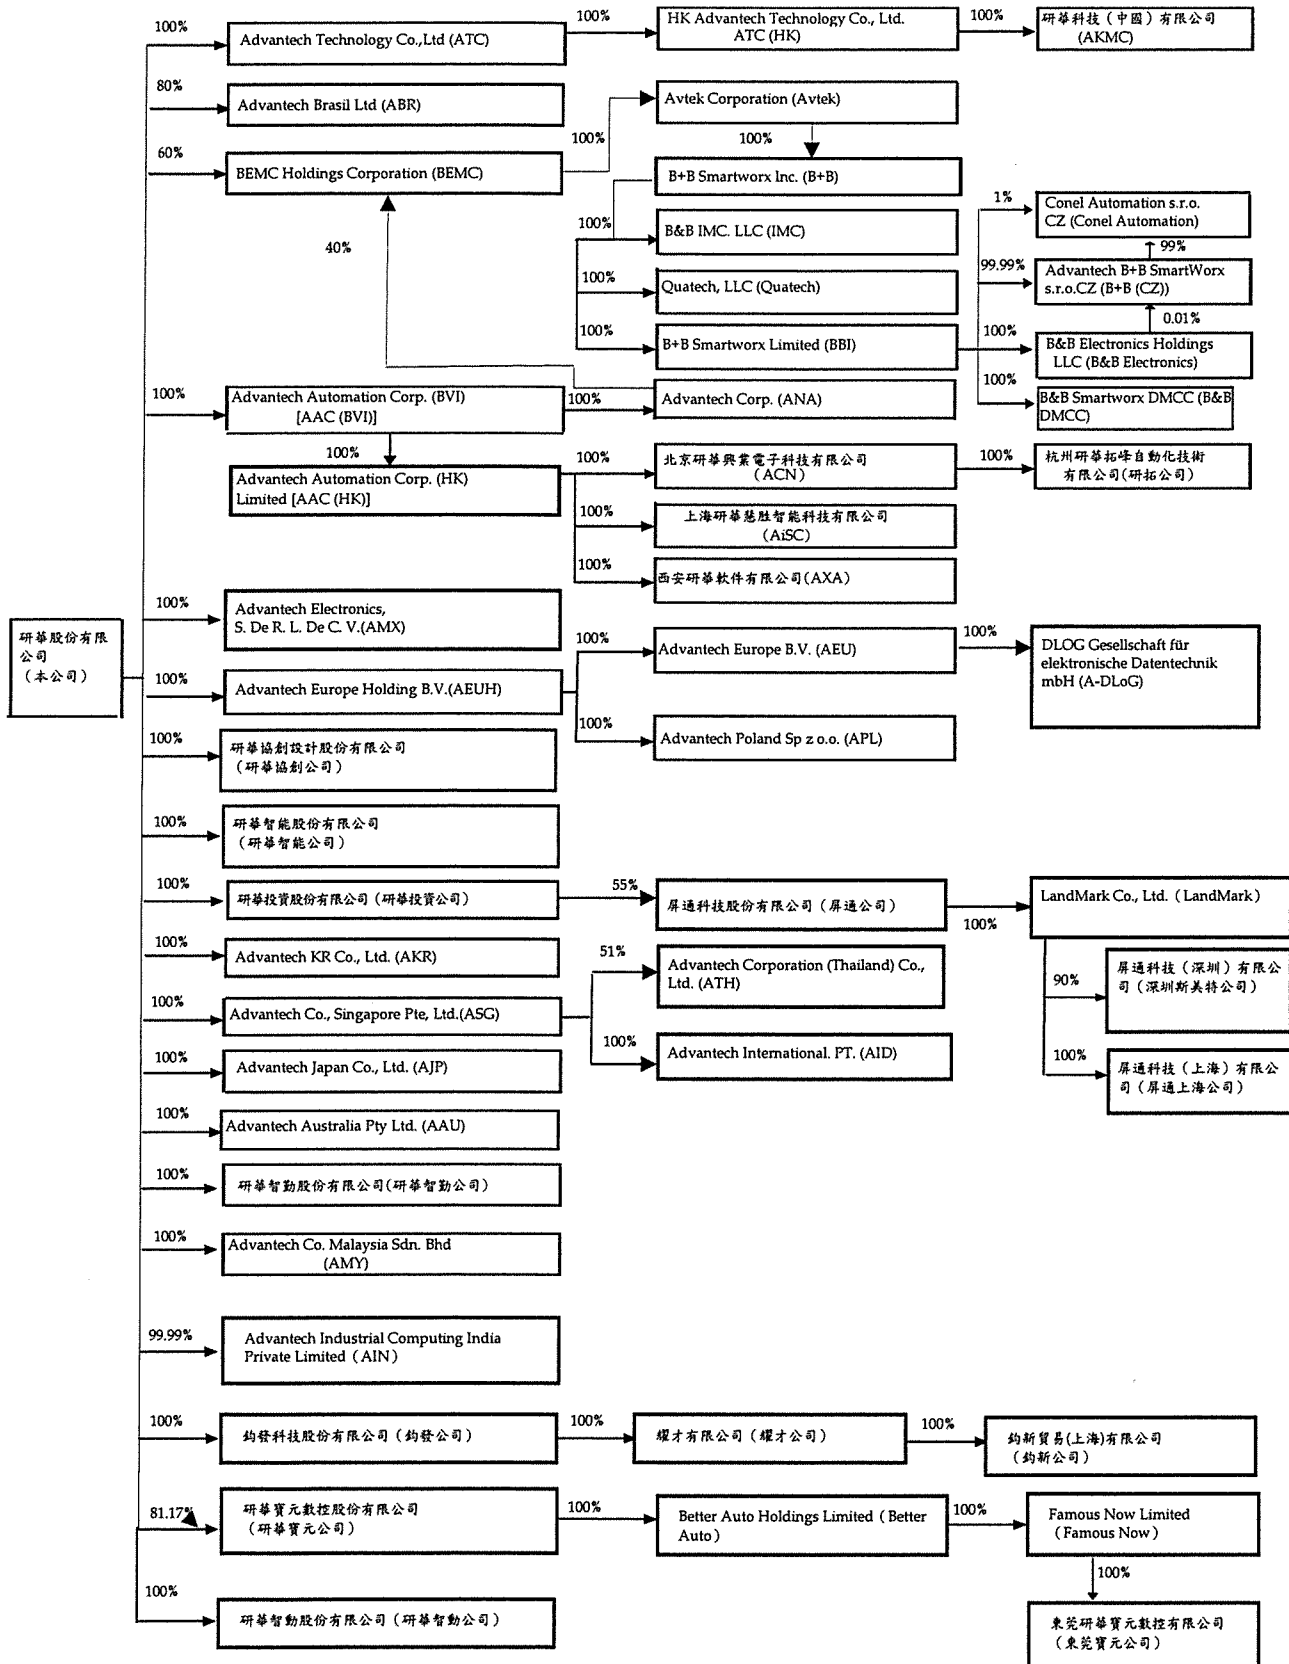 100%
Advantech Technology Co.,Ltd (ATC)
100%
HK Advantech Technology Co., Ltd.
ATC (HK)
100%
研華科技（中國）有限公司
(AKMC)
80%
Advantech Brasil Ltd (ABR)
Avtek Corporation (Avtek)
100%
100%
60%
BEMC Holdings Corporation (BEMC)
B+B Smartworx Inc. (B+B)
40%
100%
B&B IMC. LLC (IMC)
1%
Conel Automation s.r.o.
CZ (Conel Automation)
99%
100%
Quatech, LLC (Quatech)
99.99%
Advantech B+B SmartWorx
s.r.o.CZ (B+B (CZ))
0.01%
100%
B+B Smartworx Limited (BBI)
100%
B&B Electronics Holdings
LLC (B&B Electronics)
100%
B&B Smartworx DMCC (B&B
DMCC)
100%
Advantech Automation Corp. (BVI)
[AAC (BVI)]
100%
Advantech Corp. (ANA)
100%
Advantech Automation Corp. (HK)
Limited [AAC (HK)]
100%
北京研華興業電子科技有限公司
(ACN)
100%
杭州研華拓峰自動化技術
有限公司(研拓公司)
100%
上海研華慧胜智能科技有限公司
(AiSC)
100%
西安研華軟件有限公司(AXA)
研華股份有限
公司
（本公司）
100%
Advantech Electronics,
S. De R. L. De C. V.(AMX)
100%
Advantech Europe Holding B.V.(AEUH)
100%
Advantech Europe B.V. (AEU)
100%
DLOG Gesellschaft für
elektronische Datentechnik
mbH (A-DLoG)
100%
Advantech Poland Sp z o.o. (APL)
100%
研華協創設計股份有限公司
（研華協創公司）
100%
研華智能股份有限公司
（研華智能公司）
100%
研華投資股份有限公司（研華投資公司）
55%
屏通科技股份有限公司（屏通公司）
100%
LandMark Co., Ltd.（LandMark）
90%
屏通科技（深圳）有限公
司（深圳斯美特公司）
100%
屏通科技（上海）有限公
司（屏通上海公司）
100%
Advantech KR Co., Ltd. (AKR)
100%
Advantech Co., Singapore Pte, Ltd.(ASG)
51%
Advantech Corporation (Thailand) Co.,
Ltd. (ATH)
100%
Advantech International. PT. (AID)
100%
Advantech Japan Co., Ltd. (AJP)
100%
Advantech Australia Pty Ltd. (AAU)
100%
研華智勤股份有限公司(研華智勤公司）
100%
Advantech Co. Malaysia Sdn. Bhd
(AMY)
99.99%
Advantech Industrial Computing India
Private Limited（AIN）
100%
鈞發科技股份有限公司（鈞發公司）
100%
耀才有限公司（耀才公司）
100%
鈞新貿易(上海)有限公司
（鈞新公司）
81.17%
研華寶元數控股份有限公司
（研華寶元公司）
100%
Better Auto Holdings Limited（Better
Auto）
100%
Famous Now Limited
（Famous Now）
100%
東莞研華寶元數控有限公司
（東莞寶元公司）
100%
研華智動股份有限公司（研華智動公司）